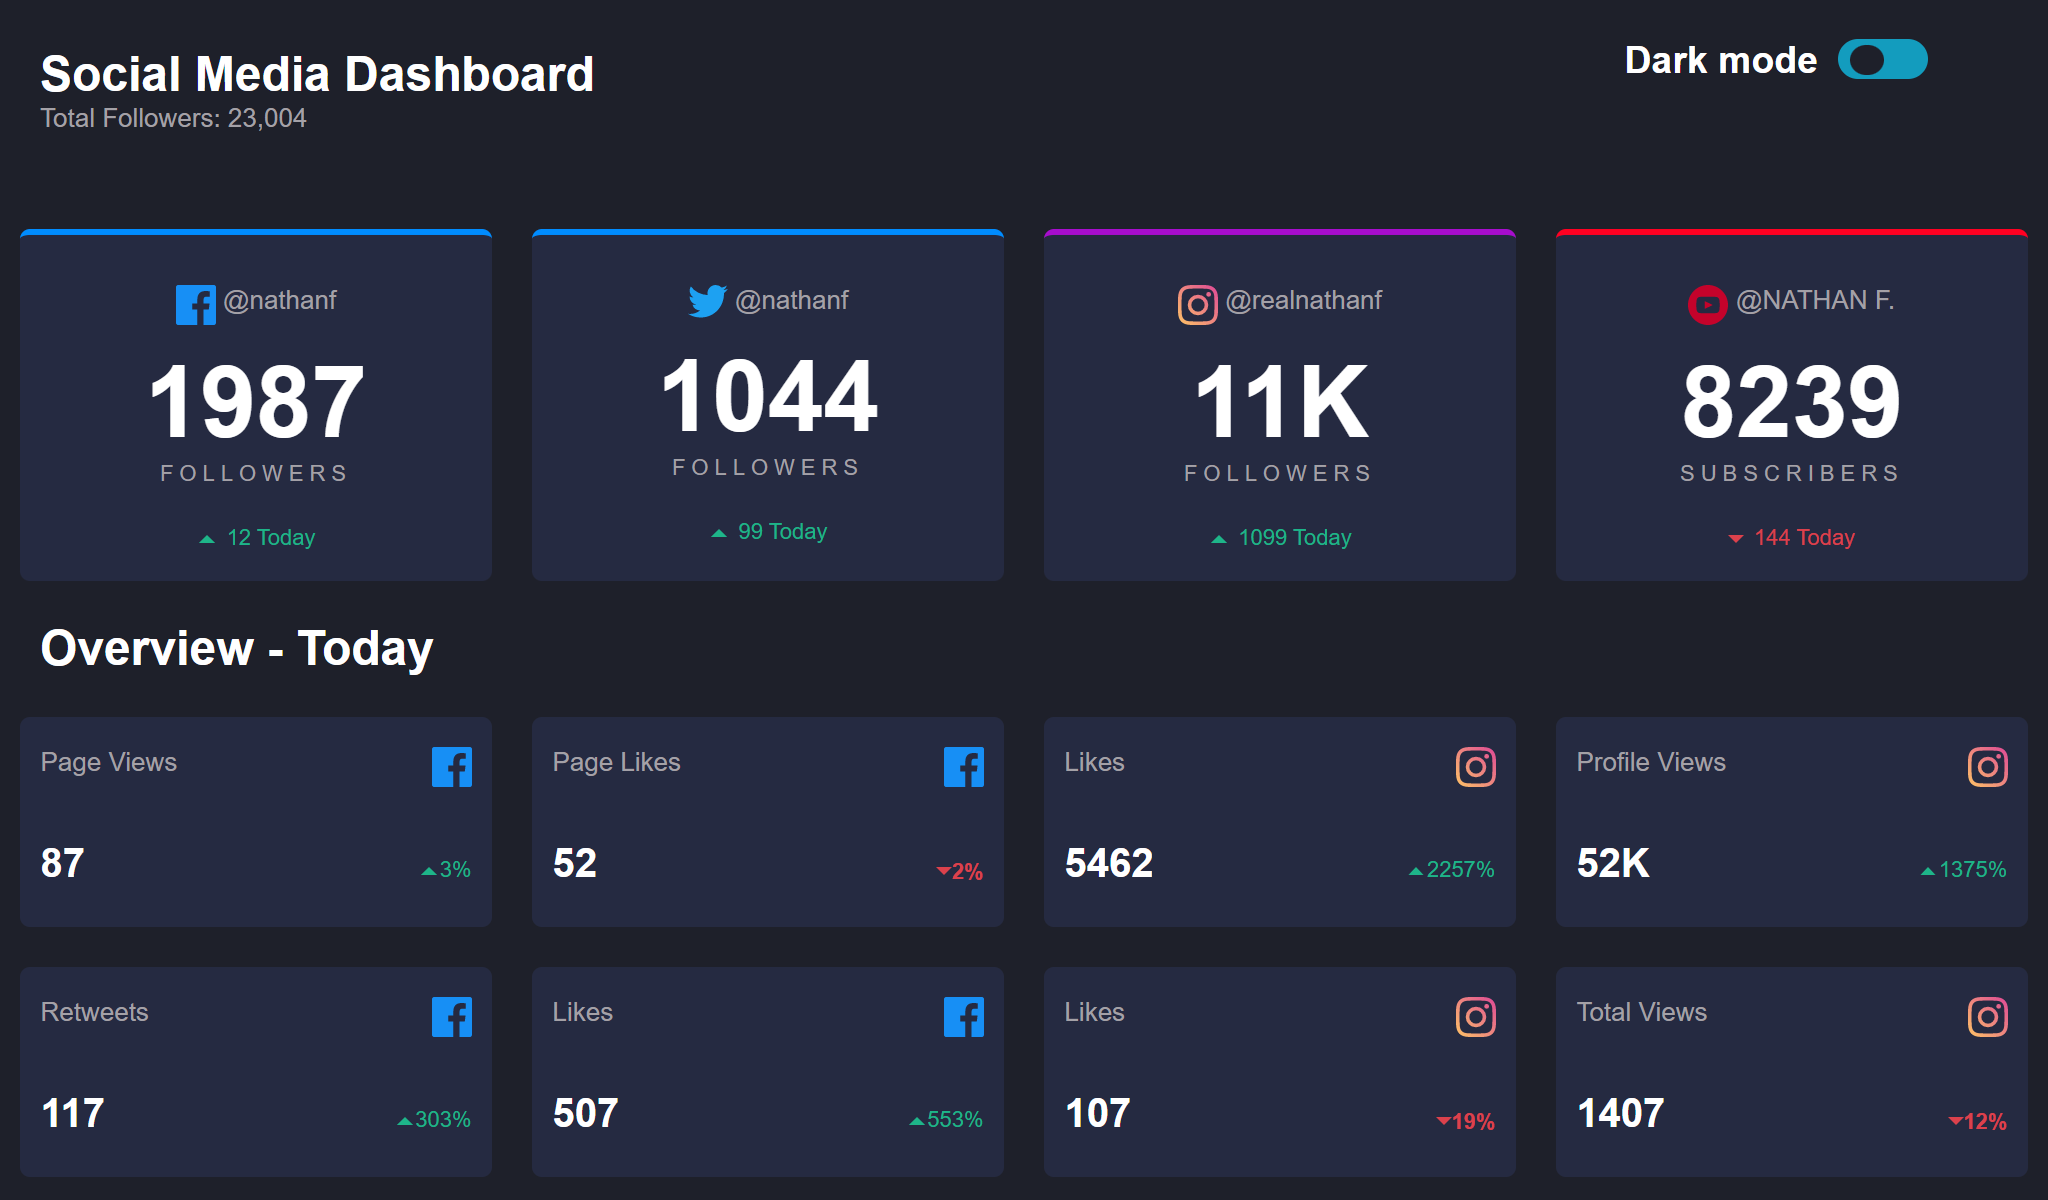 Social Media Dashboard
Total Followers: 23,004
Dark mode
@nathanf
1987
FOLLOWERS
12 Today
@nathanf
1044
FOLLOWERS
99 Today
@realnathanf
11K
FOLLOWERS
1099 Today
@NATHAN F.
8239
SUBSCRIBERS
144 Today
Overview - Today
Page Views
87
3%
Page Likes
52
2%
Likes
5462
2257%
Profile Views
52K
1375%
Retweets
117
303%
Likes
507
553%
Likes
107
19%
Total Views
1407
12%